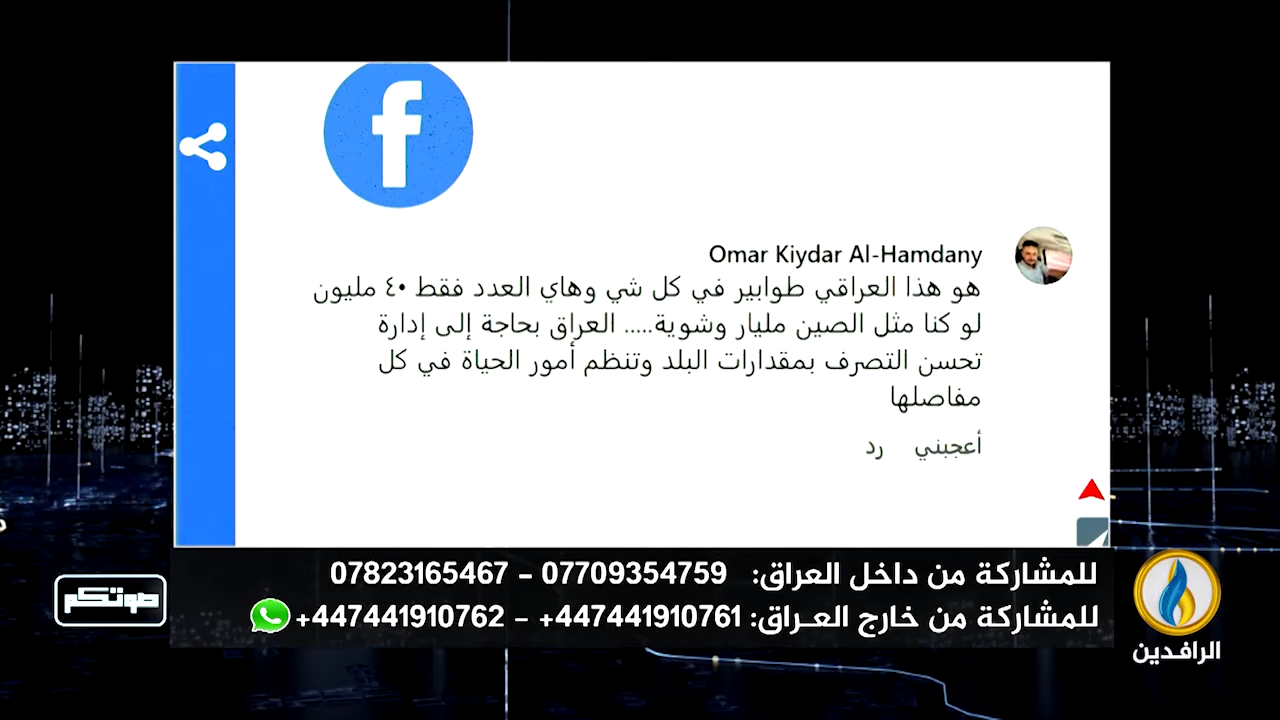 Omar Kiydar Al-Hamdany
هو هذا العراقي طوابير في كل شي وهاي العدد فقط ٤٠ مليون
لو كنا مثل الصين مليار وشوية..... العراق بحاجة إلى إدارة
تحسن التصرف بمقدارات البلد وتنظم أمور الحياة في كل
مفاصلها
أعجبني رد
للمشاركة من داخل العراق: 07709354759 - 07823165467
للمشاركة من خارج العـراق: 447441910761+ - 447441910762+
صوتكم
الرافدين